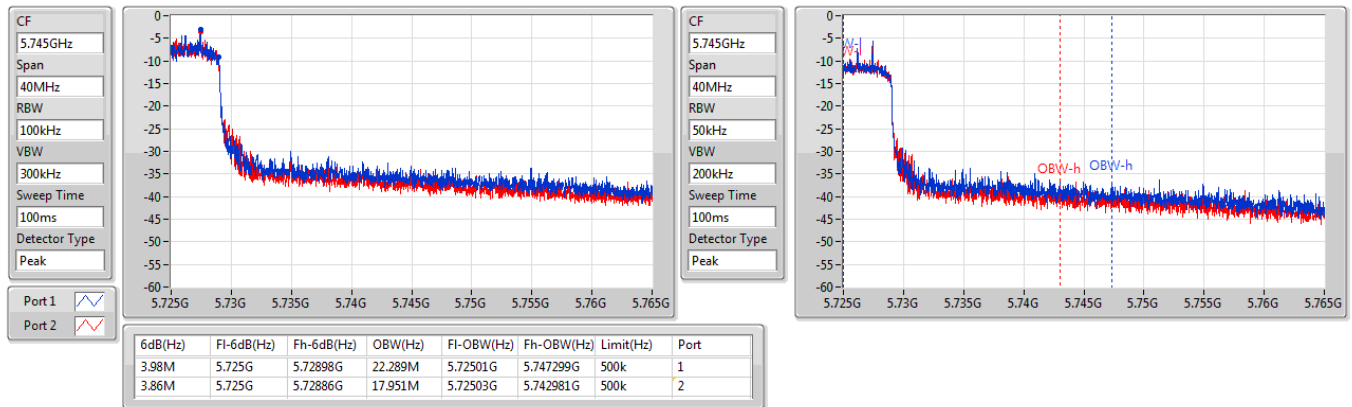 CF
5.745GHz
Span
40MHz
RBW
100kHz
VBW
300kHz
Sweep Time
100ms
Detector Type
Peak
Port 1
Port 2
0
-5
-10
-15
-20
-25
-30
-35
-40
-45
-50
-55
-60
5.725G 5.73G 5.735G 5.74G 5.745G 5.75G 5.755G 5.76G 5.765G
CF
5.745GHz
Span
40MHz
RBW
50kHz
VBW
200kHz
Sweep Time
100ms
Detector Type
Peak
0
-5
-10
-15
-20
-25
-30
-35
-40
-45
-50
-55
-60
OBW-h OBW-h
5.725G 5.73G 5.735G 5.74G 5.745G 5.75G 5.755G 5.76G 5.765G
6dB(Hz) Fl-6dB(Hz) Fh-6dB(Hz) OBW(Hz) Fl-OBW(Hz) Fh-OBW(Hz) Limit(Hz) Port
3.98M 5.725G 5.72898G 22.289M 5.72501G 5.747299G 500k 1
3.86M 5.725G 5.72886G 17.951M 5.72503G 5.742981G 500k 2